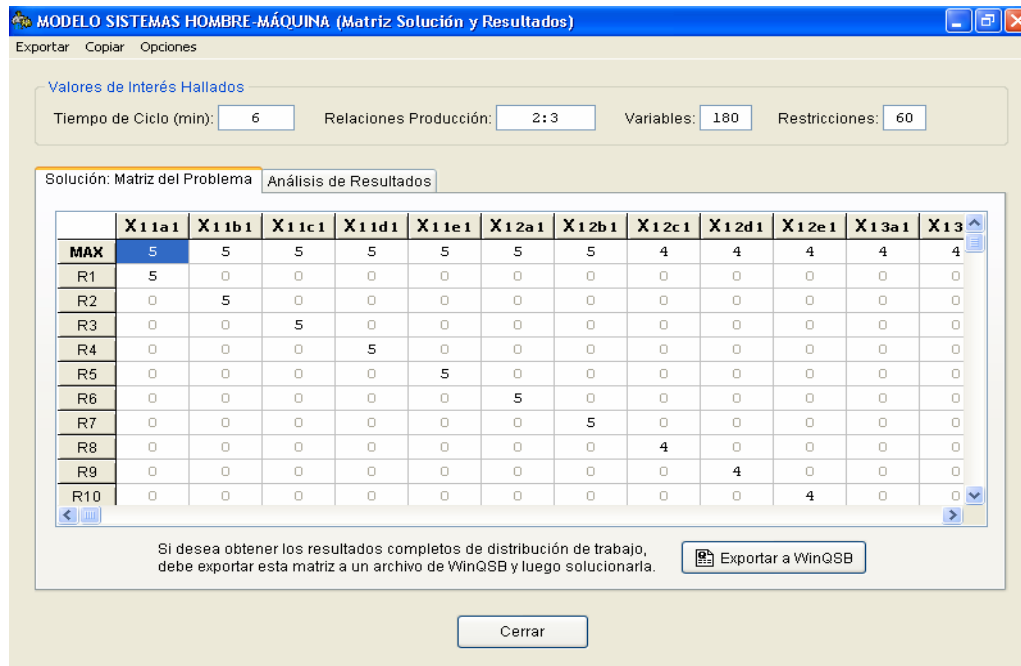 MODELO SISTEMAS HOMBRE-MÁQUINA (Matriz Solución y Resultados)
Exportar Copiar Opciones
Valores de Interés Hallados
Tiempo de Ciclo (min): 6 Relaciones Producción: 2:3 Variables: 180 Restricciones: 60
Solución: Matriz del Problema Análisis de Resultados
X11a1 X11b1 X11c1 X11d1 X11e1 X12a1 X12b1 X12c1 X12d1 X12e1 X13a1 X13
MAX 5 5 5 5 5 5 5 4 4 4 4 4
R1 5 0 0 0 0 0 0 0 0 0 0 0
R2 0 5 0 0 0 0 0 0 0 0 0 0
R3 0 0 5 0 0 0 0 0 0 0 0 0
R4 0 0 0 5 0 0 0 0 0 0 0 0
R5 0 0 0 0 5 0 0 0 0 0 0 0
R6 0 0 0 0 0 5 0 0 0 0 0 0
R7 0 0 0 0 0 0 5 0 0 0 0 0
R8 0 0 0 0 0 0 0 4 0 0 0 0
R9 0 0 0 0 0 0 0 0 4 0 0 0
R10 0 0 0 0 0 0 0 0 0 4 0 0
Si desea obtener los resultados completos de distribución de trabajo,
debe exportar esta matriz a un archivo de WinQSB y luego solucionarla.
Exportar a WinQSB
Cerrar